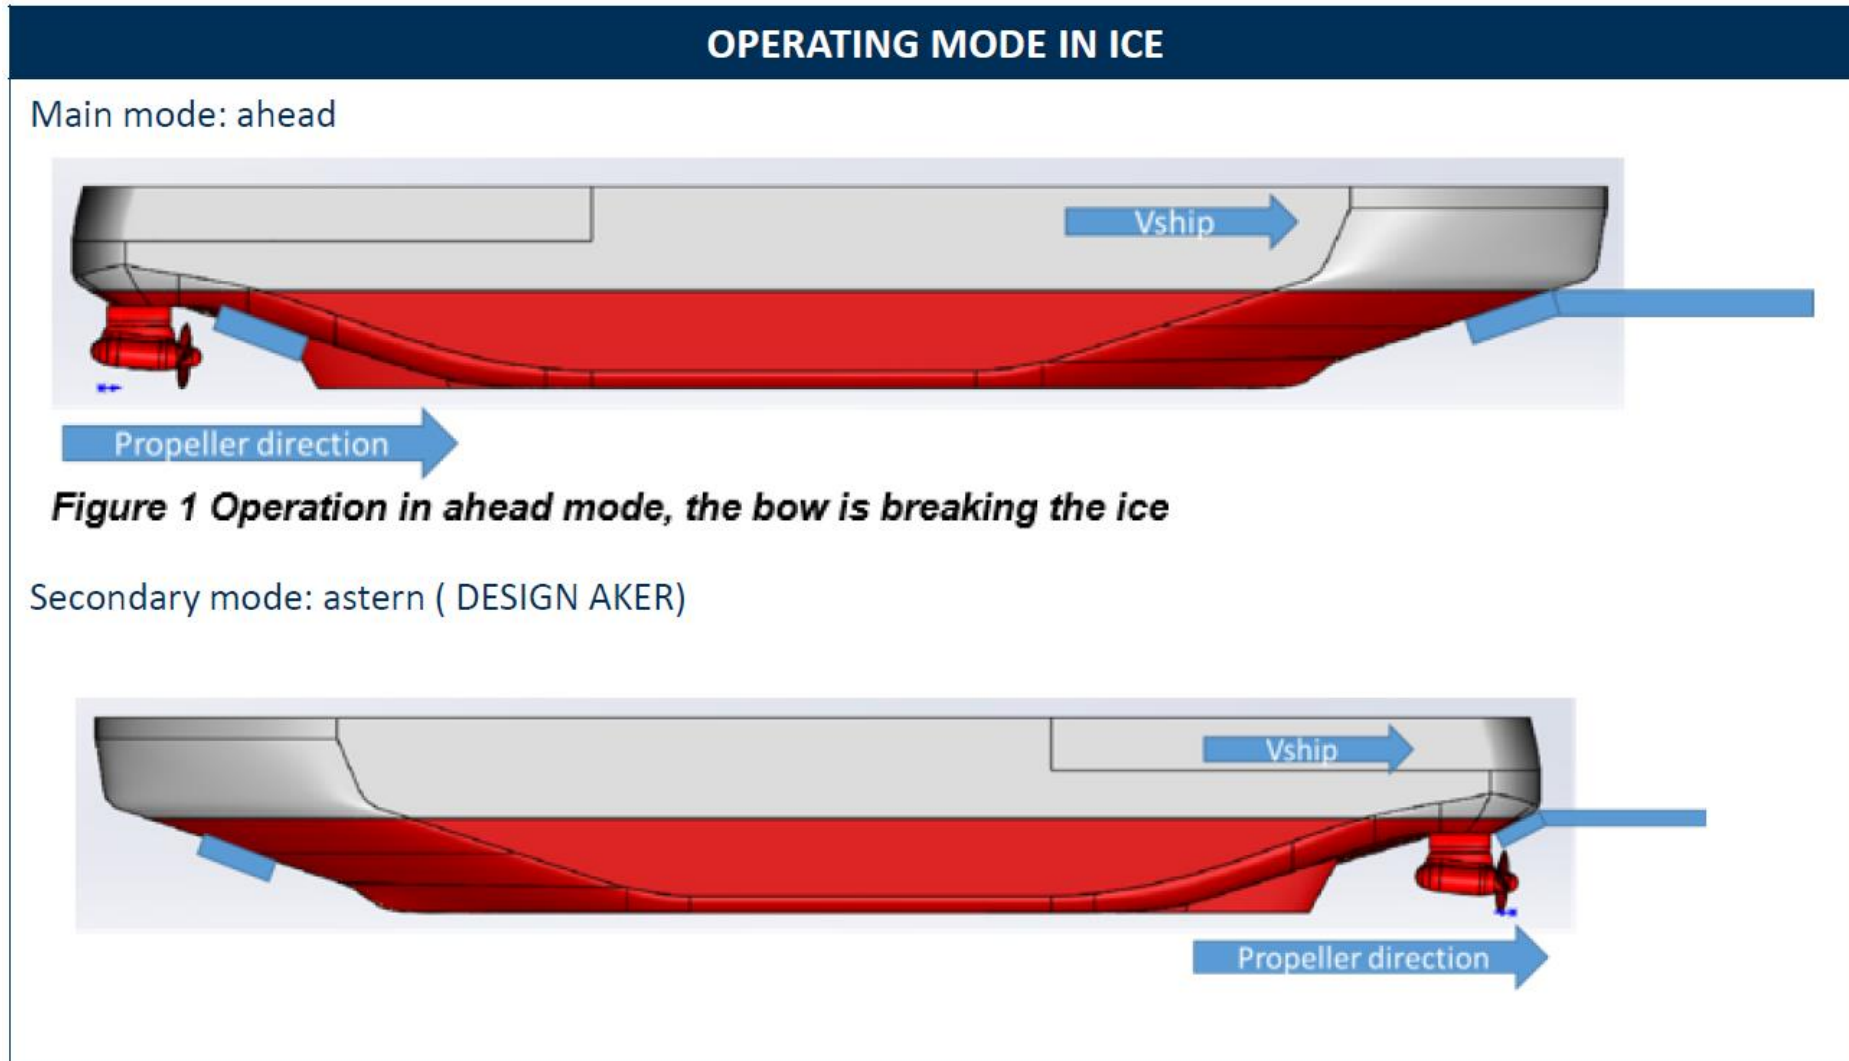 OPERATING MODE IN ICE
Main mode: ahead
Vship
Propeller direction
Figure 1 Operation in ahead mode, the bow is breaking the ice
Secondary mode: astern ( DESIGN AKER)
Vship
Propeller direction